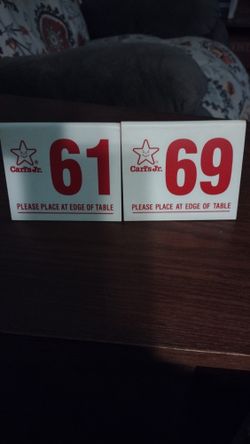 Carl's Jr.® 61
PLEASE PLACE AT EDGE OF TABLE
Carl's Jr. 69
PLEASE PLACE AT EDGE OF TABLE